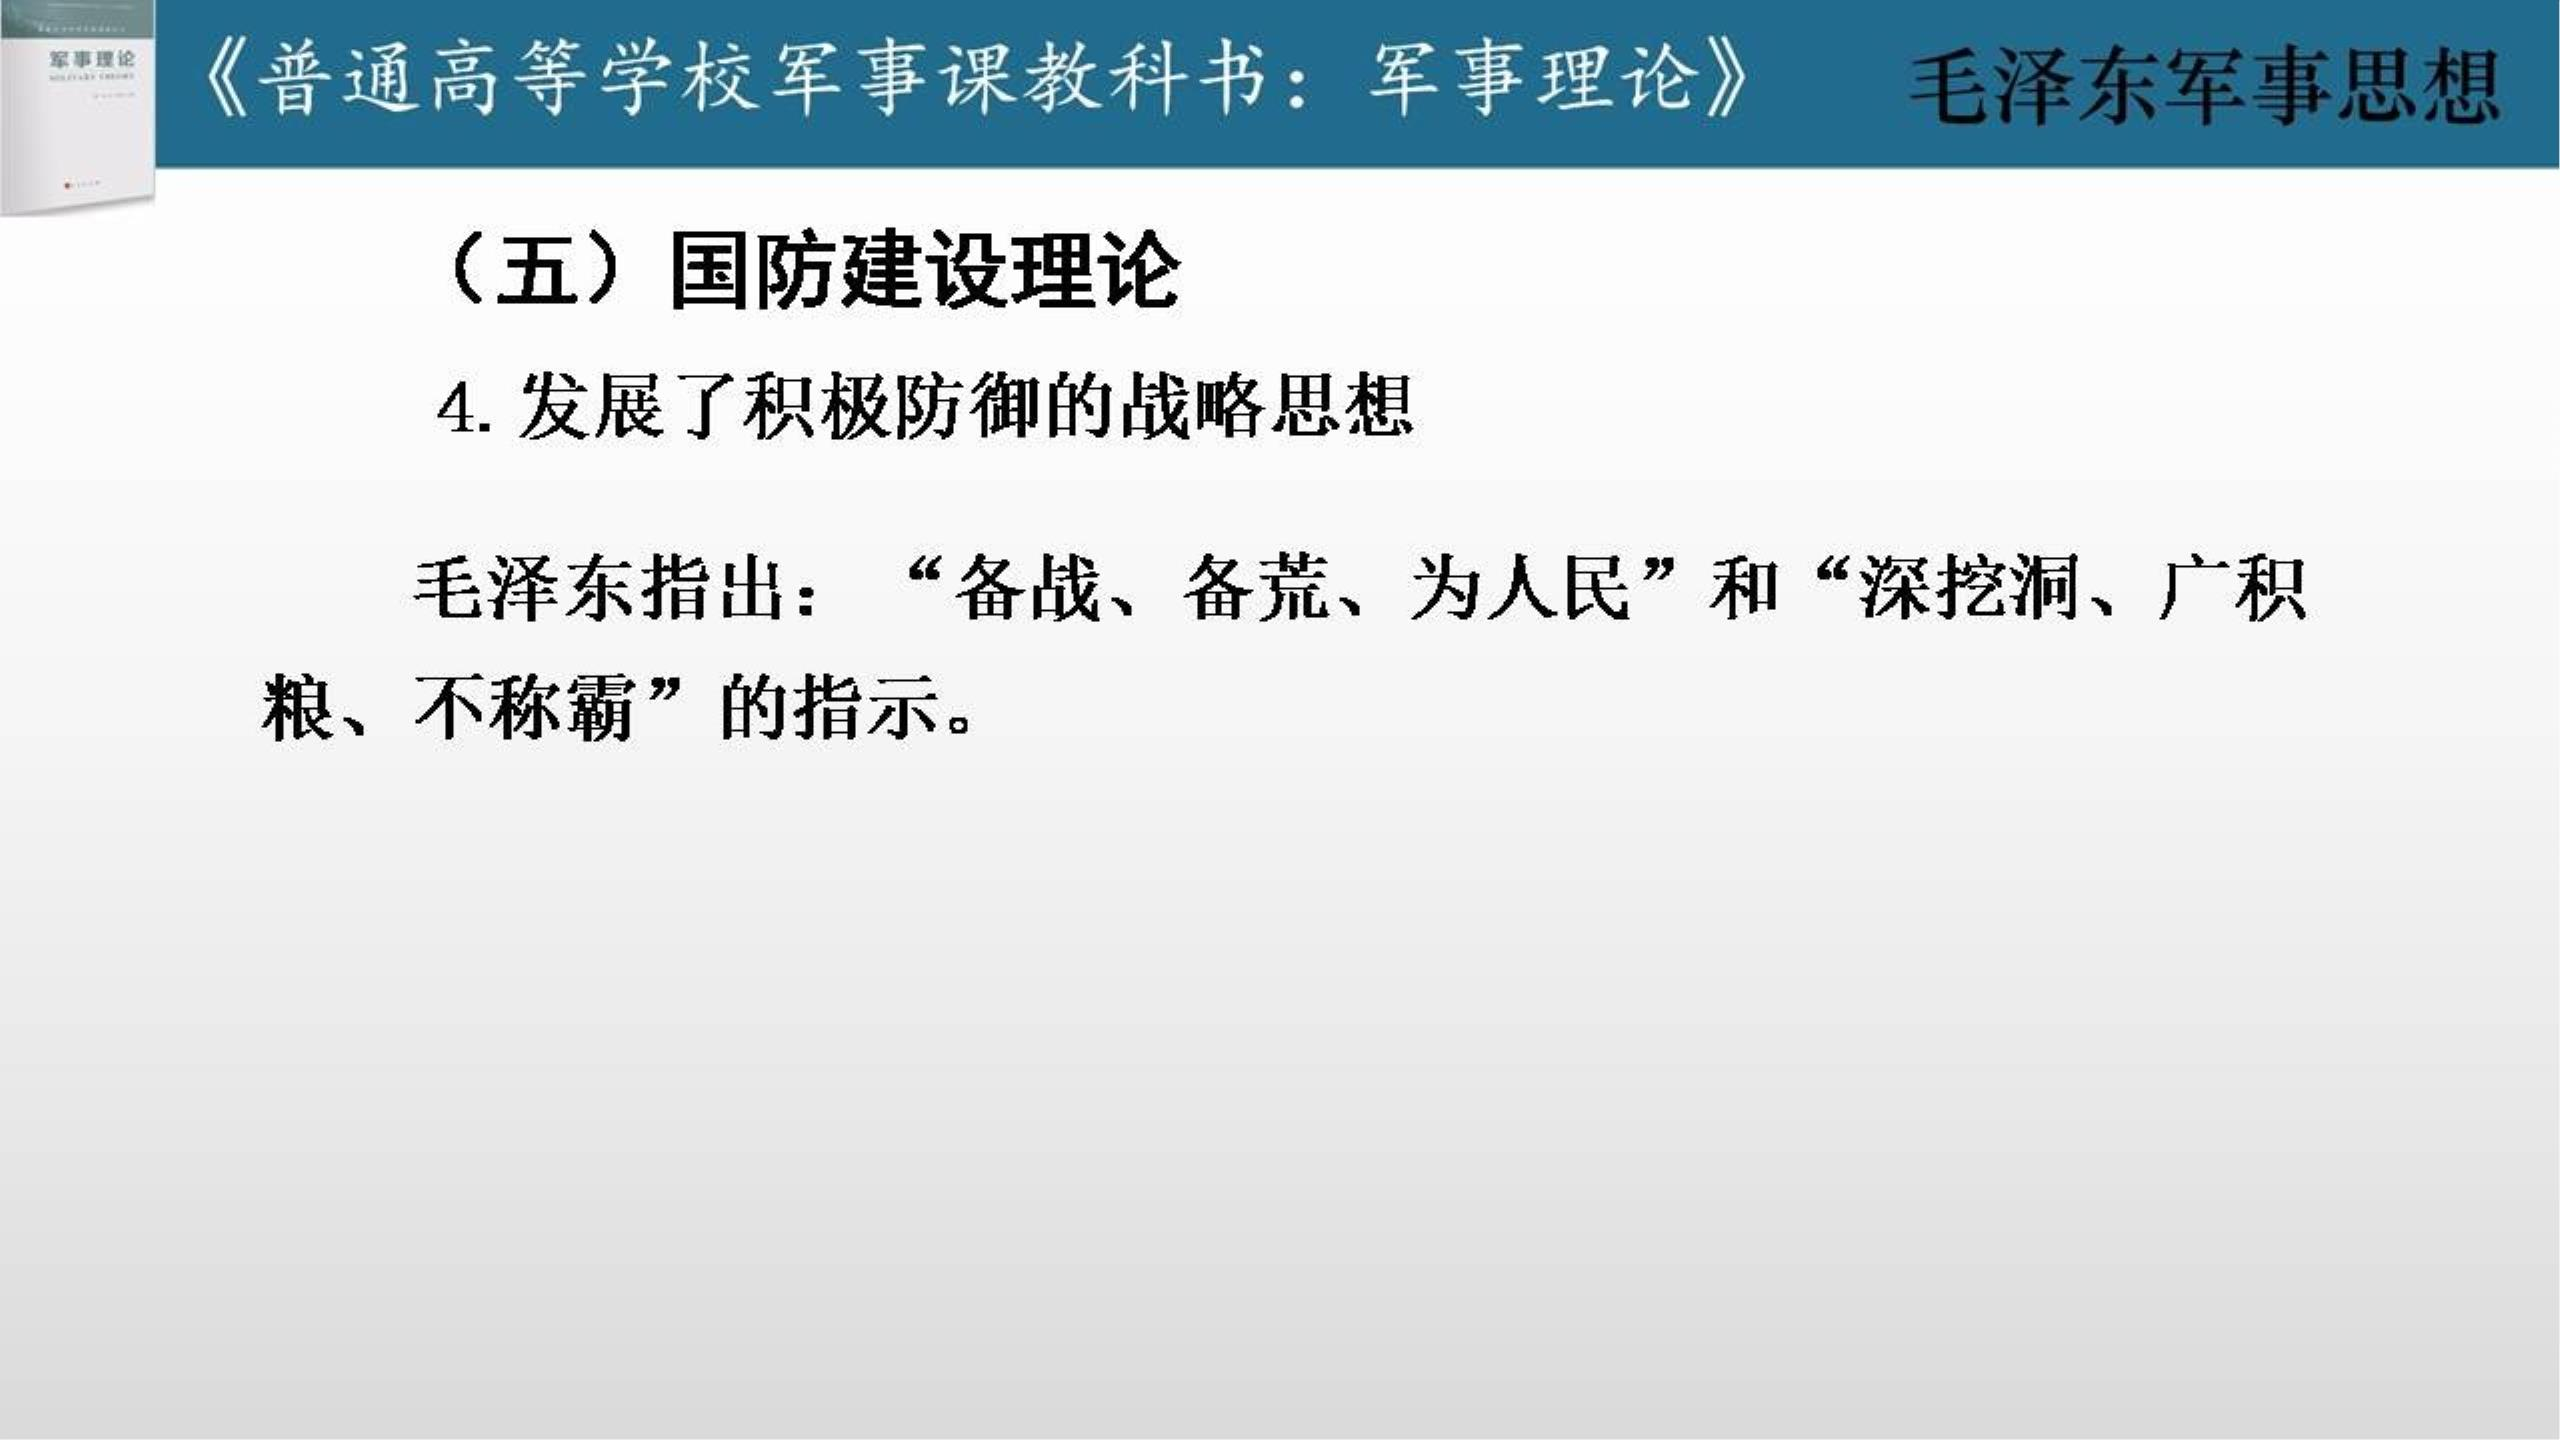 军事理论
MILITARY THEORY
《普通高等学校军事课教科书：军事理论》
毛泽东军事思想
（五）国防建设理论
4. 发展了积极防御的战略思想
毛泽东指出：“备战、备荒、为人民”和“深挖洞、广积
粮、不称霸”的指示。